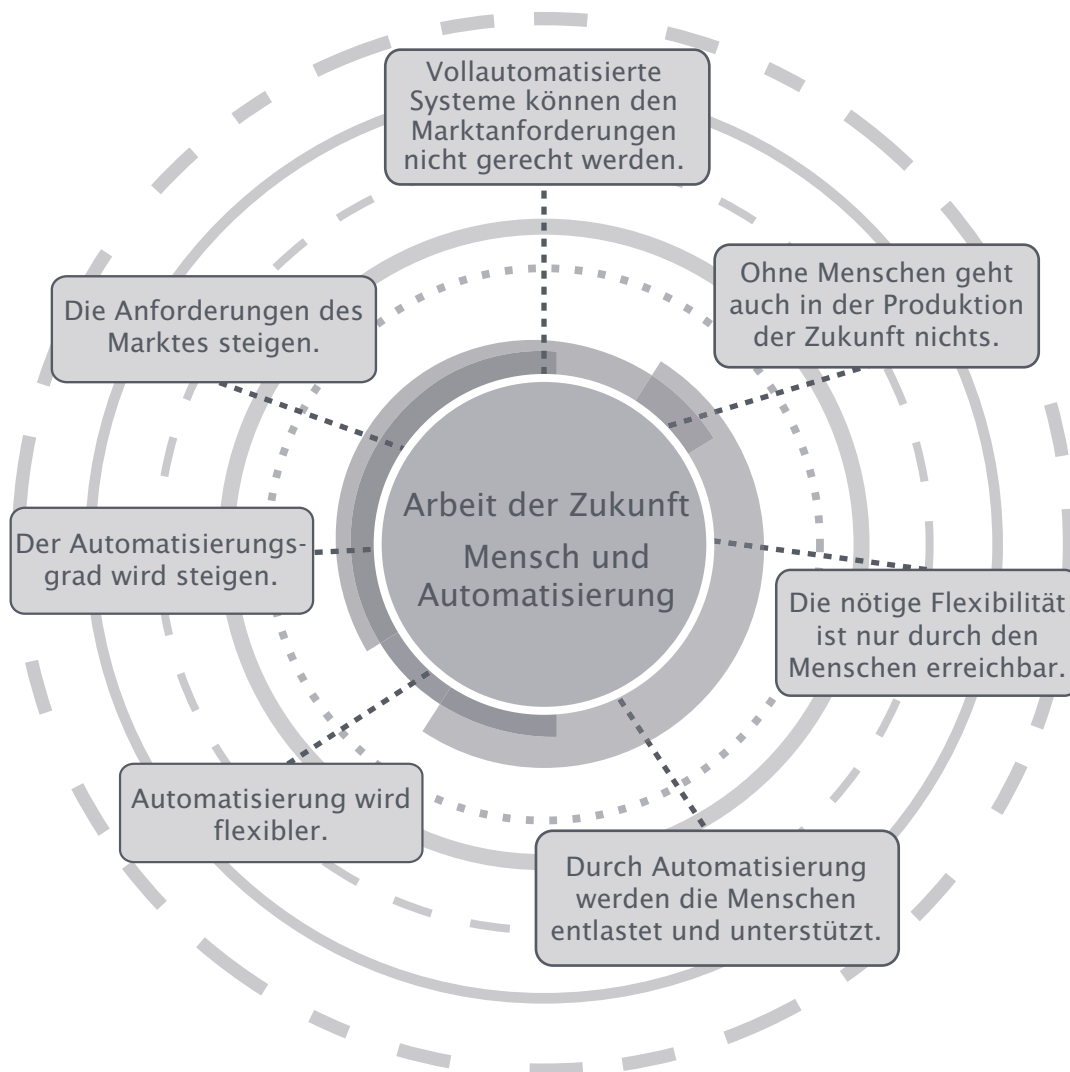 Vollautomatisierte
Systeme können den
Marktanforderungen
nicht gerecht werden.
Ohne Menschen geht
auch in der Produktion
der Zukunft nichts.
Die Anforderungen des
Marktes steigen.
Arbeit der Zukunft
Mensch und
Automatisierung
Der Automatisierungs-
grad wird steigen.
Die nötige Flexibilität
ist nur durch den
Menschen erreichbar.
Automatisierung wird
flexibler.
Durch Automatisierung
werden die Menschen
entlastet und unterstützt.